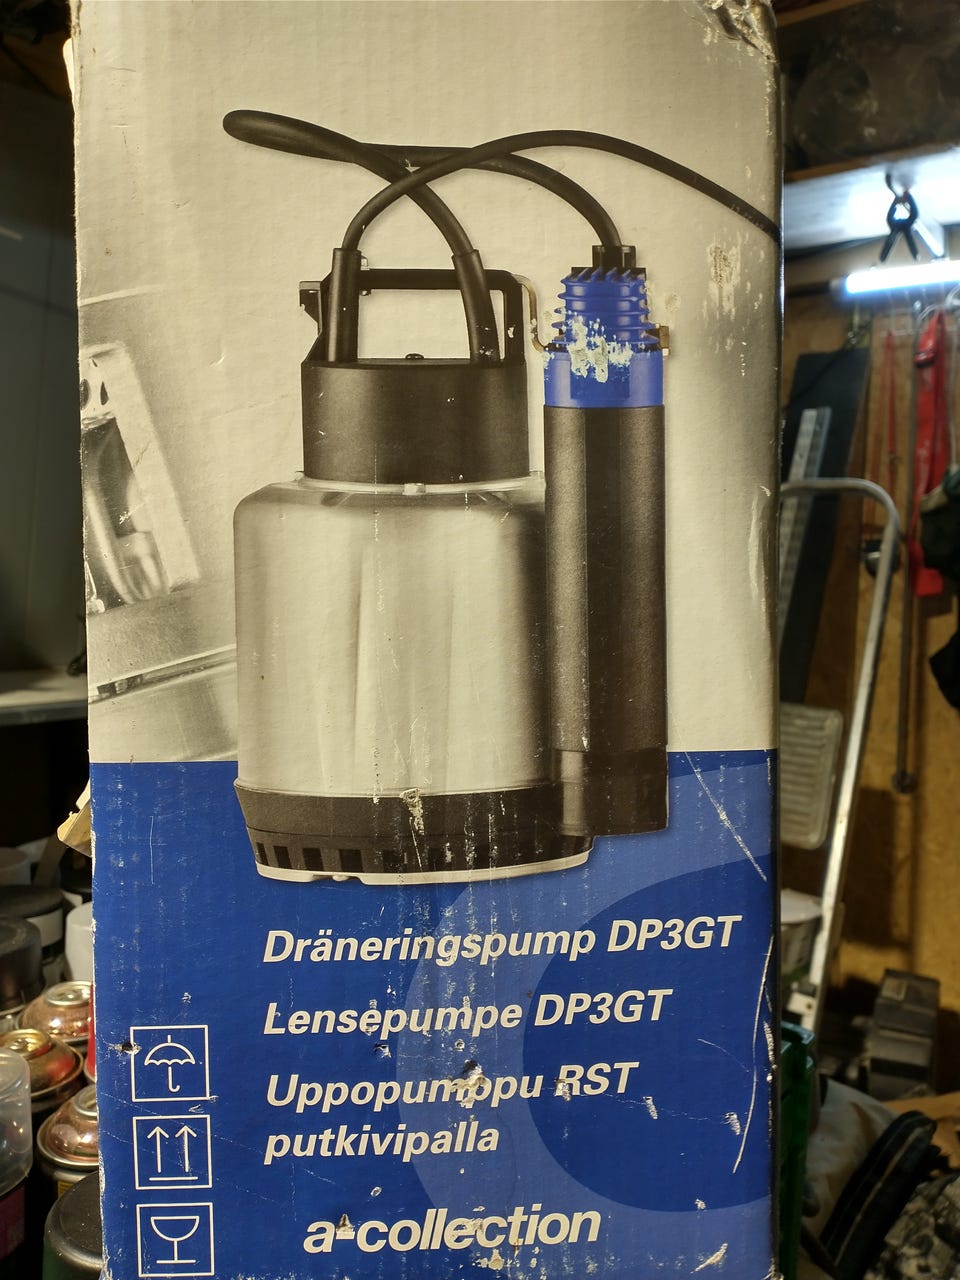 Dräneringspump DP3GT
Lensepumpe DP3GT
Uppopumppu RST
putkivipalla
a-collection